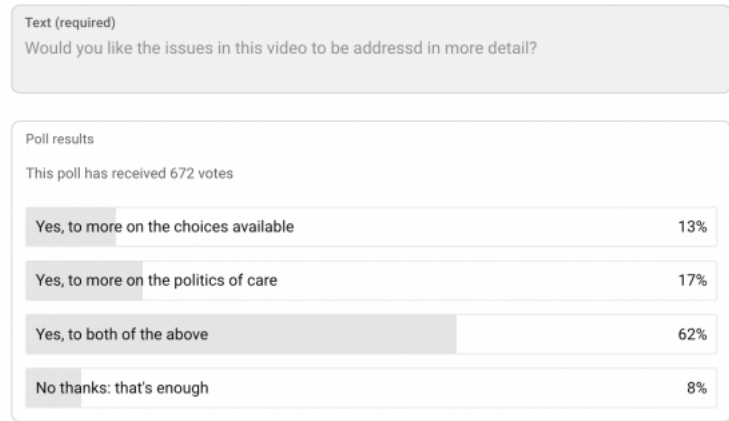 Text (required)
Would you like the issues in this video to be addressd in more detail?
Poll results
This poll has received 672 votes
Yes, to more on the choices available 13%
Yes, to more on the politics of care 17%
Yes, to both of the above 62%
No thanks: that's enough 8%